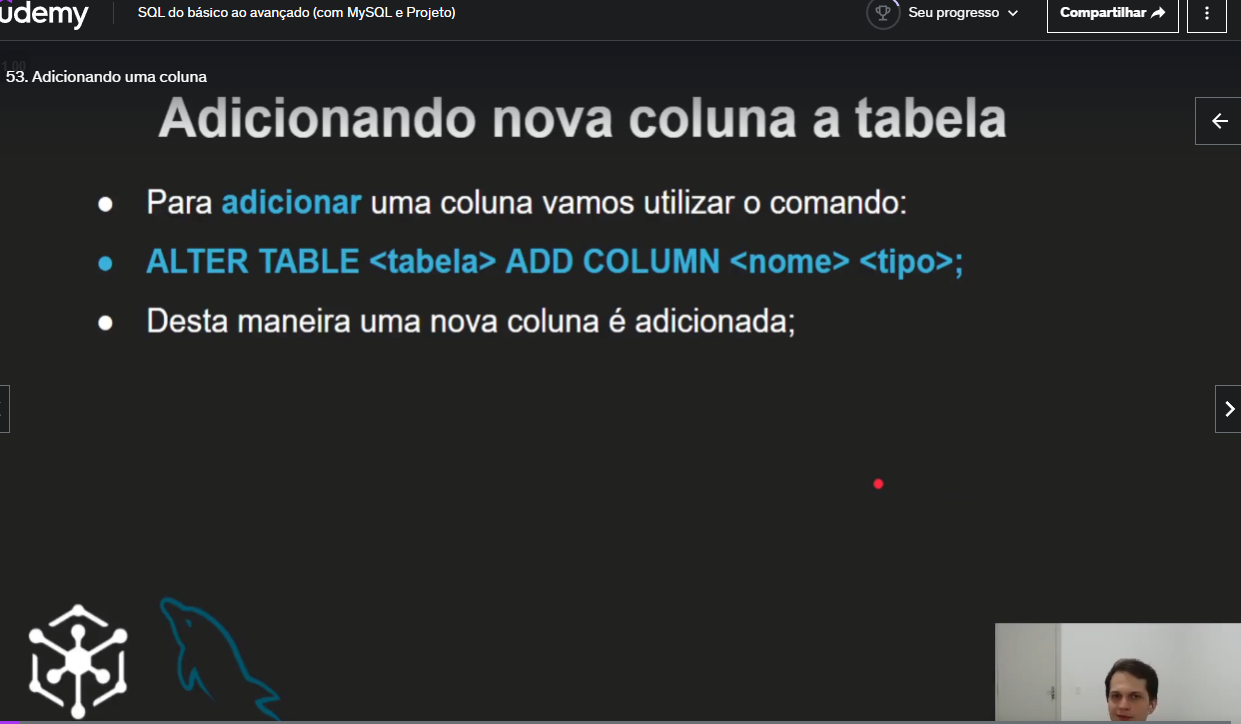 udemy
SQL do básico ao avançado (com MySQL e Projeto)
Seu progresso
Compartilhar
1.00
53. Adicionando uma coluna
Adicionando nova coluna a tabela
● Para adicionar uma coluna vamos utilizar o comando:
● ALTER TABLE <tabela> ADD COLUMN <nome> <tipo>;
● Desta maneira uma nova coluna é adicionada;